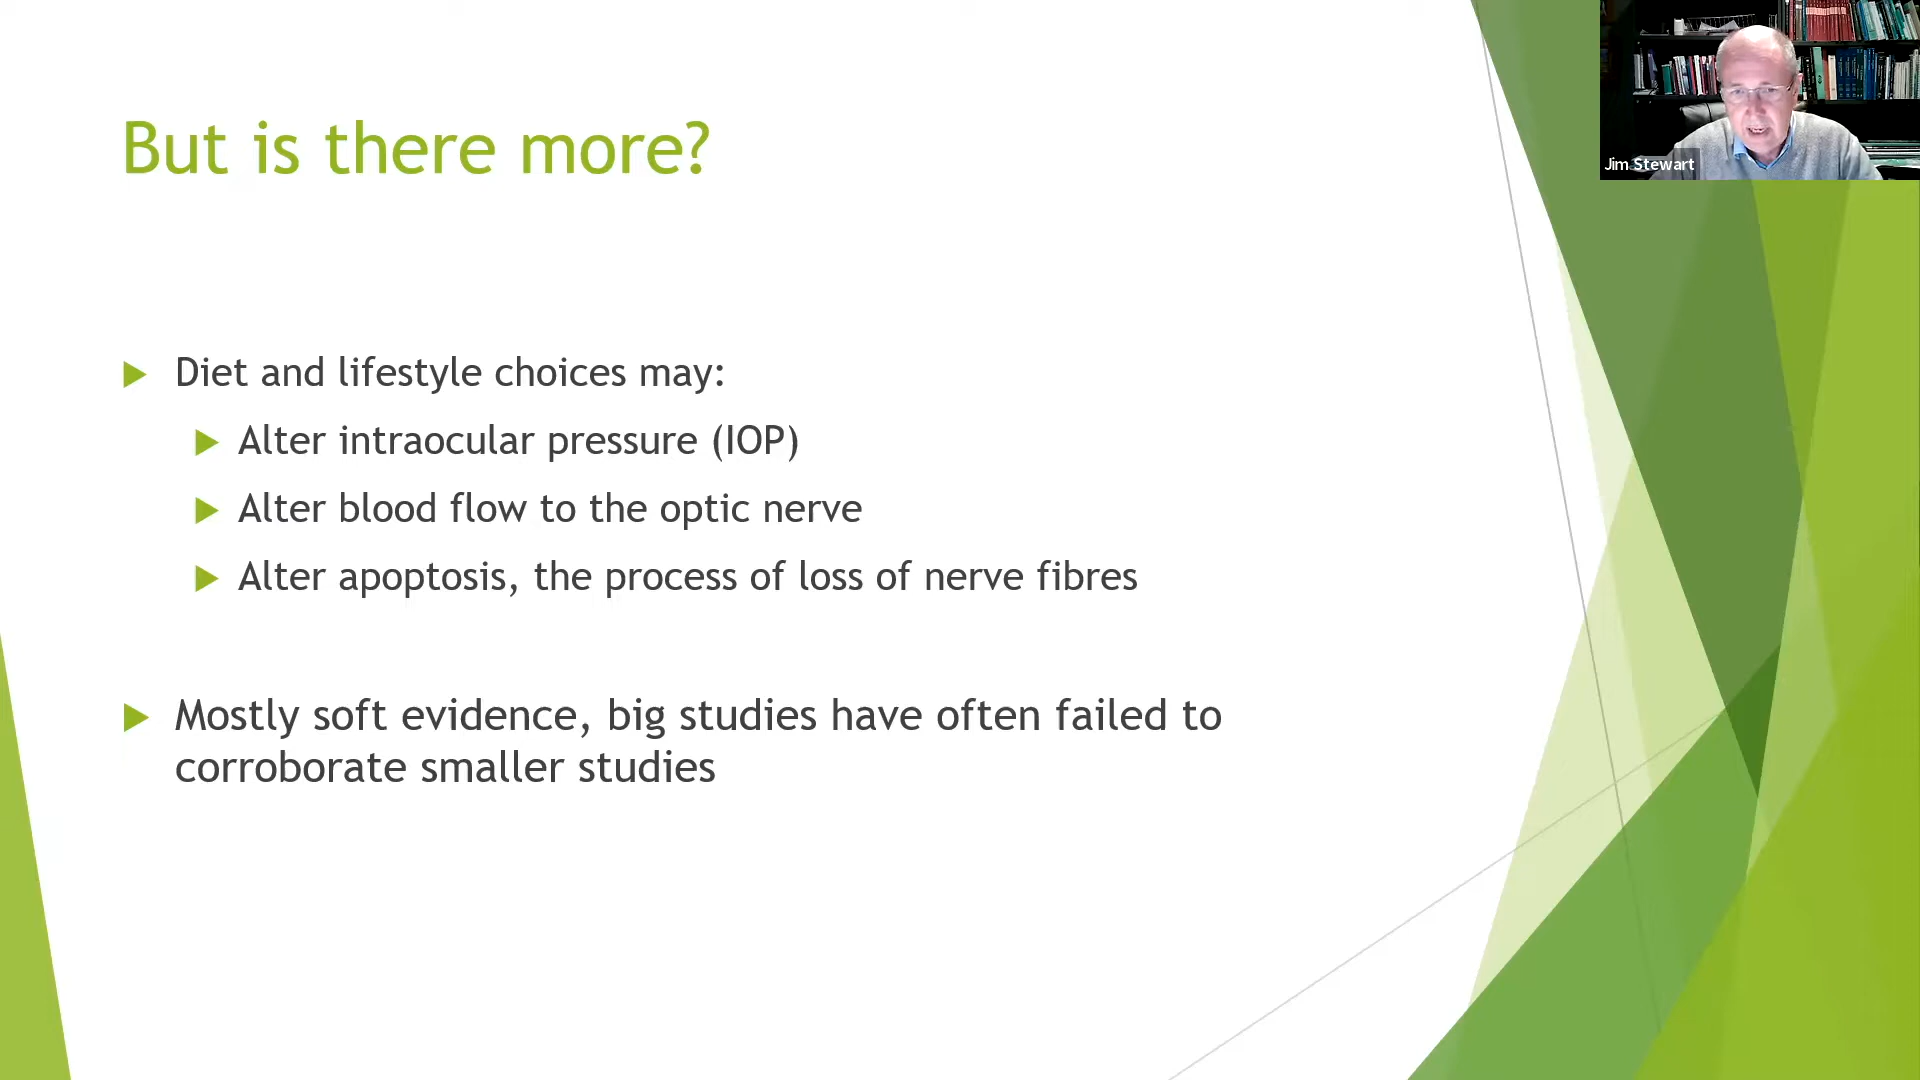 But is there more?
Diet and lifestyle choices may:
Alter intraocular pressure (IOP)
Alter blood flow to the optic nerve
Alter apoptosis, the process of loss of nerve fibres
Mostly soft evidence, big studies have often failed to
corroborate smaller studies
Jim Stewart